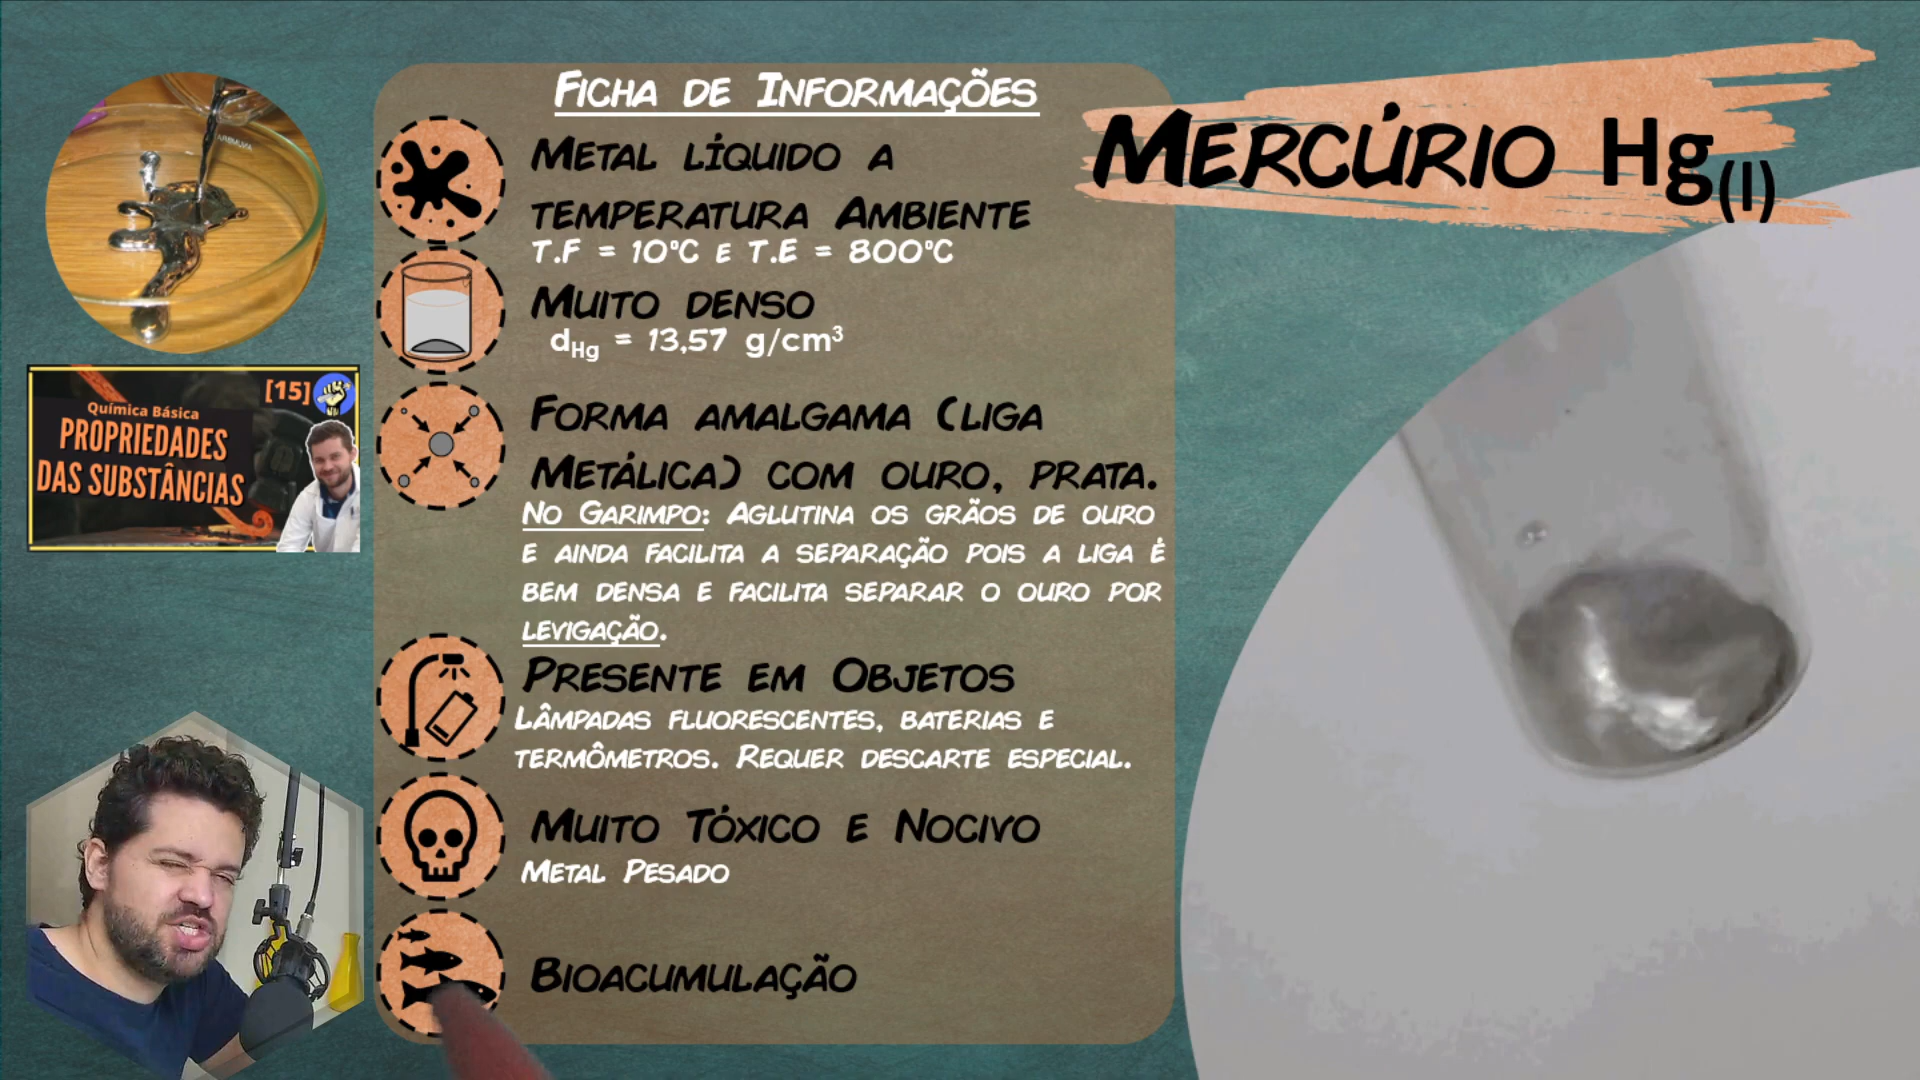 Ficha de Informações
Mercúrio Hg(l)
Metal líquido a
temperatura Ambiente
T.F = 10°C e T.E = 800°C
Muito denso
dHg = 13,57 g/cm³
Forma amalgama (liga
Metálica) com ouro, prata.
No Garimpo: Aglutina os grãos de ouro
e ainda facilita a separação pois a liga é
bem densa e facilita separar o ouro por
levigação.
Presente em Objetos
Lâmpadas fluorescentes, baterias e
termômetros. Requer descarte especial.
Muito Tóxico e Nocivo
Metal Pesado
Bioacumulação
[15]
Química Básica
PROPRIEDADES
DAS SUBSTÂNCIAS